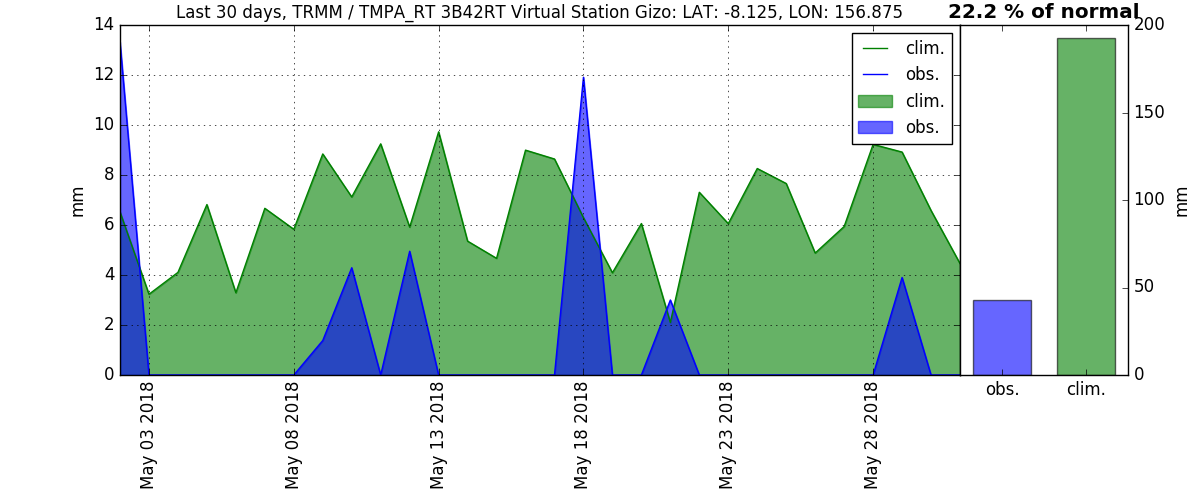 Last 30 days, TRMM / TMPA_RT 3B42RT Virtual Station Gizo: LAT: -8.125, LON: 156.875
22.2 % of normal
14
12
10
8
6
4
2
0
mm
clim.
obs.
clim.
obs.
May 03 2018
May 08 2018
May 13 2018
May 18 2018
May 23 2018
May 28 2018
200
150
100
50
0
mm
obs.
clim.